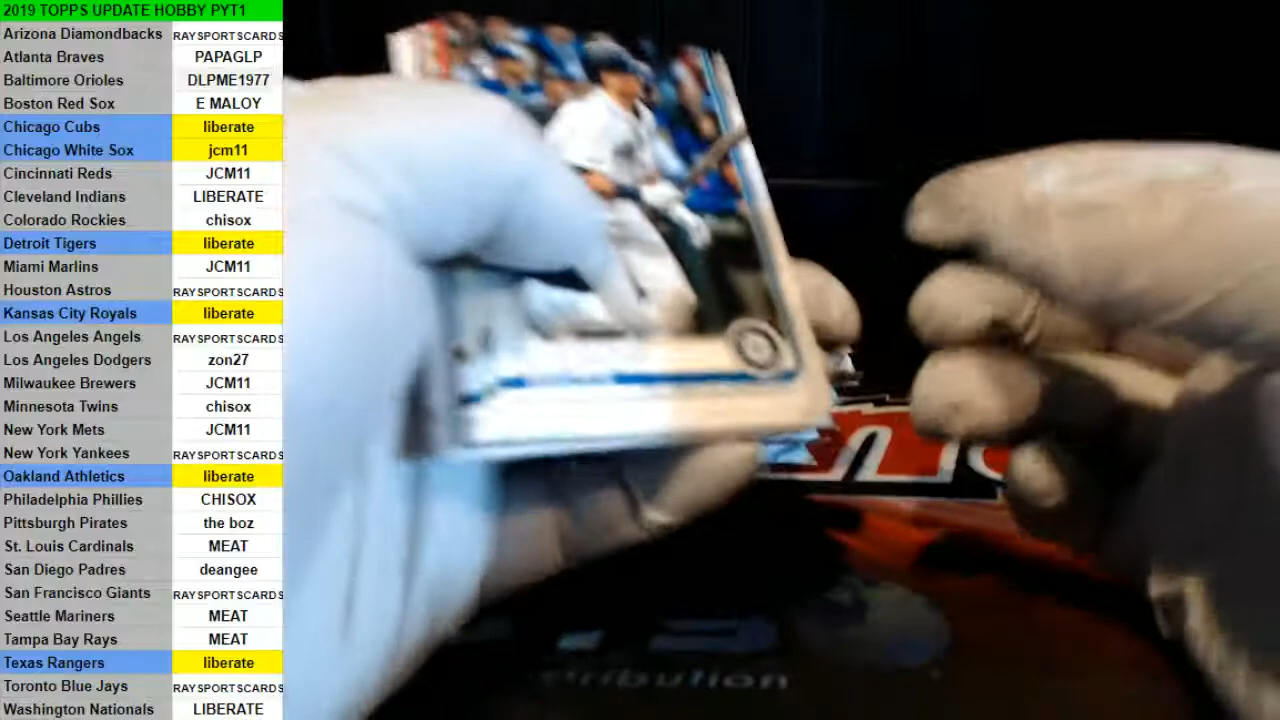 2019 TOPPS UPDATE HOBBY PYT1
Arizona Diamondbacks RAYSPORTSCARDS
Atlanta Braves PAPAGLP
Baltimore Orioles DLPME1977
Boston Red Sox E MALOY
Chicago Cubs liberate
Chicago White Sox jcm11
Cincinnati Reds JCM11
Cleveland Indians LIBERATE
Colorado Rockies chisox
Detroit Tigers liberate
Miami Marlins JCM11
Houston Astros RAYSPORTSCARDS
Kansas City Royals liberate
Los Angeles Angels RAYSPORTSCARDS
Los Angeles Dodgers zon27
Milwaukee Brewers JCM11
Minnesota Twins chisox
New York Mets JCM11
New York Yankees RAYSPORTSCARDS
Oakland Athletics liberate
Philadelphia Phillies CHISOX
Pittsburgh Pirates the boz
St. Louis Cardinals MEAT
San Diego Padres deangee
San Francisco Giants RAYSPORTSCARDS
Seattle Mariners MEAT
Tampa Bay Rays MEAT
Texas Rangers liberate
Toronto Blue Jays RAYSPORTSCARDS
Washington Nationals LIBERATE